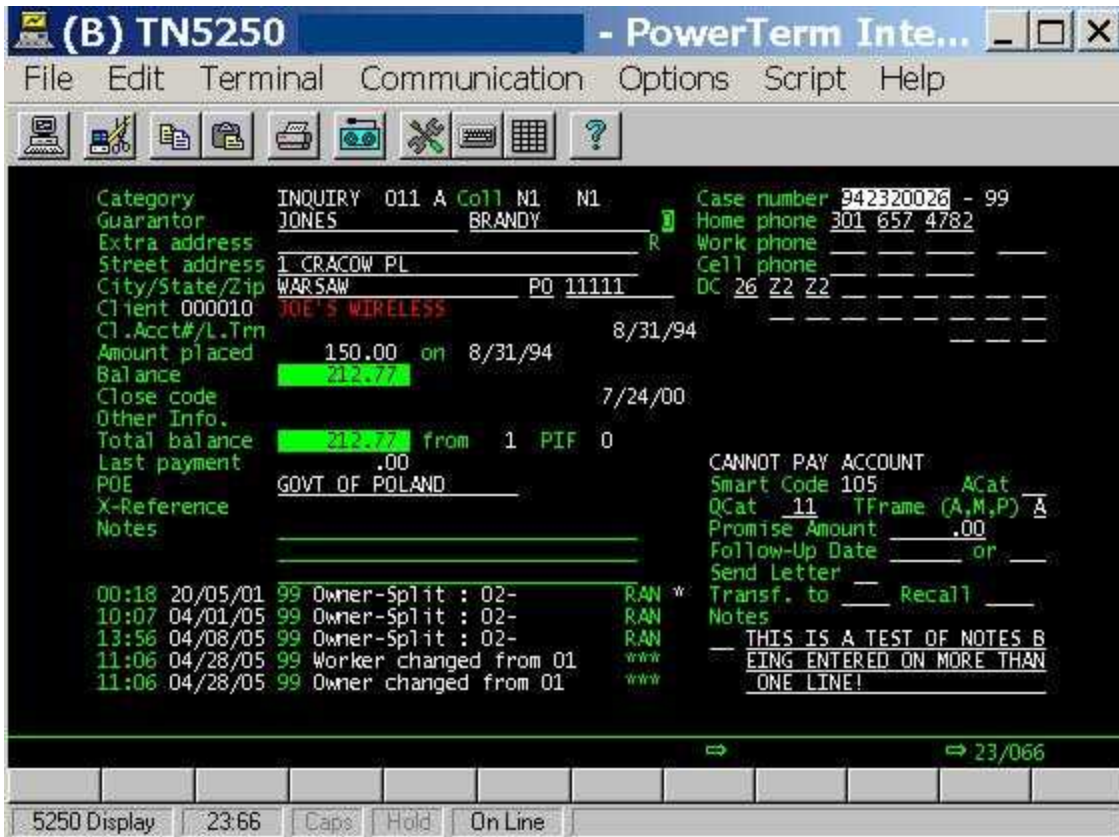 (B) TN5250 - PowerTerm Inte...
File Edit Terminal Communication Options Script Help
Category INQUIRY 011 A Coll N1 N1 Case number 942320026 - 99
Guarantor JONES BRANDY D Home phone 301 657 4782
Extra address R Work phone
Street address 1 CRACOW PL Cell phone
City/State/Zip WARSAW PO 11111 DC 26 Z2 Z2
Client 000010 JOE'S WIRELESS
Cl.Acct#/L.Trn 8/31/94
Amount placed 150.00 on 8/31/94
Balance 212.77
Close code 7/24/00
Other Info.
Total balance 212.77 from 1 PIF 0
Last payment .00 CANNOT PAY ACCOUNT
POE GOVT OF POLAND Smart Code 105 ACat
X-Reference QCat 11 TFrame (A,M,P) A
Notes Promise Amount .00
Follow-Up Date or
Send Letter
00:18 20/05/01 99 Owner-Split : 02- RAN * Transf. to Recall
10:07 04/01/05 99 Owner-Split : 02- RAN Notes
13:56 04/08/05 99 Owner-Split : 02- RAN THIS IS A TEST OF NOTES B
11:06 04/28/05 99 Worker changed from 01 *** EING ENTERED ON MORE THAN
11:06 04/28/05 99 Owner changed from 01 *** ONE LINE!
⇨ ⇨ 23/066
5250 Display 23:66 Caps Hold On Line